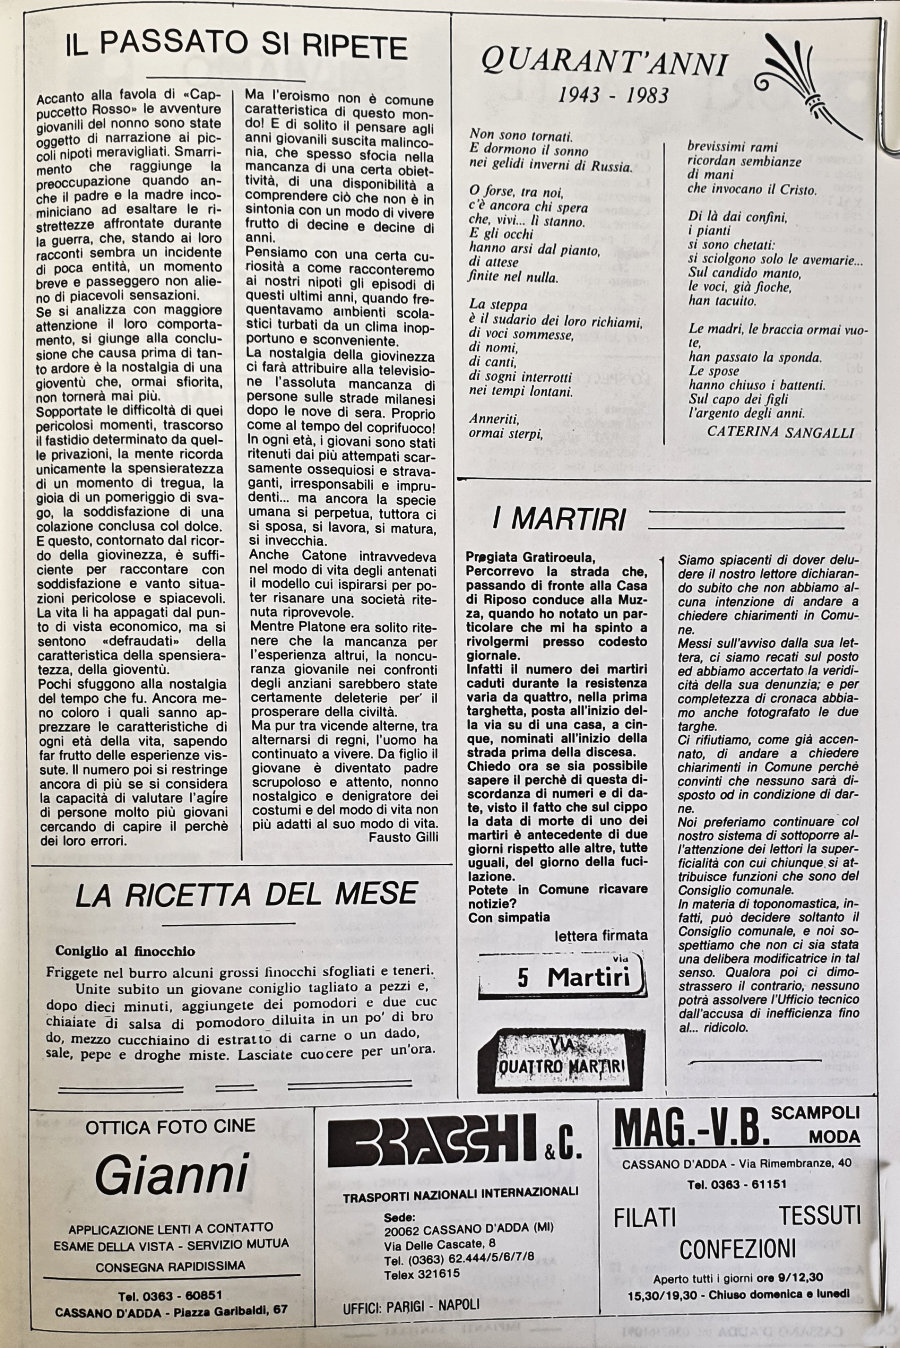 IL PASSATO SI RIPETE
Accanto alla favola di «Cap-
puccetto Rosso» le avventure
giovanili del nonno sono state
oggetto di narrazione ai pic-
coli nipoti meravigliati. Smarri-
mento che raggiunge la
preoccupazione quando an-
che il padre e la madre inco-
miniciano ad esaltare le ri-
strettezze affrontate durante
la guerra, che, stando ai loro
racconti sembra un incidente
di poca entità, un momento
breve e passeggero non alie-
no di piacevoli sensazioni.
Se si analizza con maggiore
attenzione il loro comporta-
mento, si giunge alla conclu-
sione che causa prima di tan-
to ardore è la nostalgia di una
gioventù che, ormai sfiorita,
non tornerà mai più.
Sopportate le difficoltà di quei
pericolosi momenti, trascorso
il fastidio determinato da quel-
le privazioni, la mente ricorda
unicamente la spensieratezza
di un momento di tregua, la
gioia di un pomeriggio di sva-
go, la soddisfazione di una
colazione conclusa col dolce.
E questo, contornato dal ricor-
do della giovinezza, è suffi-
ciente per raccontare con
soddisfazione e vanto situa-
zioni pericolose e spiacevoli.
La vita li ha appagati dal pun-
to di vista economico, ma si
sentono «defraudati» della
caratteristica della spensiera-
tezza, della gioventù.
Pochi sfuggono alla nostalgia
del tempo che fu. Ancora me-
no coloro i quali sanno ap-
prezzare le caratteristiche di
ogni età della vita, sapendo
far frutto delle esperienze vis-
sute. Il numero poi si restringe
ancora di più se si considera
la capacità di valutare l'agire
di persone molto più giovani
cercando di capire il perchè
dei loro errori.
Ma l'eroismo non è comune
caratteristica di questo mon-
do! E di solito il pensare agli
anni giovanili suscita malinco-
nia, che spesso sfocia nella
mancanza di una certa obiet-
tività, di una disponibilità a
comprendere ciò che non è in
sintonia con un modo di vivere
frutto di decine e decine di
anni.
Pensiamo con una certa cu-
riosità a come racconteremo
ai nostri nipoti gli episodi di
questi ultimi anni, quando fre-
quentavamo ambienti scola-
stici turbati da un clima inop-
portuno e sconveniente.
La nostalgia della giovinezza
ci farà attribuire alla televisio-
ne l'assoluta mancanza di
persone sulle strade milanesi
dopo le nove di sera. Proprio
come al tempo del coprifuoco!
In ogni età, i giovani sono stati
ritenuti dai più attempati scar-
samente ossequiosi e strava-
ganti, irresponsabili e impru-
denti... ma ancora la specie
umana si perpetua, tuttora ci
si sposa, si lavora, si matura,
si invecchia.
Anche Catone intravvedeva
nel modo di vita degli antenati
il modello cui ispirarsi per po-
ter risanare una società rite-
nuta riprovevole.
Mentre Platone era solito rite-
nere che la mancanza per
l'esperienza altrui, la noncu-
ranza giovanile nei confronti
degli anziani sarebbero state
certamente deleterie per' il
prosperare della civiltà.
Ma pur tra vicende alterne, tra
alternarsi di regni, l'uomo ha
continuato a vivere. Da figlio il
giovane è diventato padre
scrupoloso e attento, nonno
nostalgico e denigratore dei
costumi e del modo di vita non
più adatti al suo modo di vita.
Fausto Gilli
QUARANT'ANNI
1943 - 1983
Non sono tornati.
E dormono il sonno
nei gelidi inverni di Russia.
O forse, tra noi,
c'è ancora chi spera
che, vivi... lì stanno.
E gli occhi
hanno arsi dal pianto,
di attese
finite nel nulla.
La steppa
è il sudario dei loro richiami,
di voci sommesse,
di nomi,
di canti,
di sogni interrotti
nei tempi lontani.
Anneriti,
ormai sterpi,
brevissimi rami
ricordan sembianze
di mani
che invocano il Cristo.
Di là dai confini,
i pianti
si sono chetati:
si sciolgono solo le avemarie...
Sul candido manto,
le voci, già fioche,
han tacuito.
Le madri, le braccia ormai vuo-
te,
han passato la sponda.
Le spose
hanno chiuso i battenti.
Sul capo dei figli
l'argento degli anni.
CATERINA SANGALLI
I MARTIRI
Pregiata Gratiroeula,
Percorrevo la strada che,
passando di fronte alla Casa
di Riposo conduce alla Muz-
za, quando ho notato un par-
ticolare che mi ha spinto a
rivolgermi presso codesto
giornale.
Infatti il numero dei martiri
caduti durante la resistenza
varia da quattro, nella prima
targhetta, posta all'inizio del-
la via su di una casa, a cin-
que, nominati all'inizio della
strada prima della discesa.
Chiedo ora se sia possibile
sapere il perchè di questa di-
scordanza di numeri e di da-
te, visto il fatto che sul cippo
la data di morte di uno dei
martiri è antecedente di due
giorni rispetto alle altre, tutte
uguali, del giorno della fuci-
lazione.
Potete in Comune ricavare
notizie?
Con simpatia
lettera firmata
via
5 Martiri
VIA
QUATTRO MARTIRI
Siamo spiacenti di dover delu-
dere il nostro lettore dichiaran-
do subito che non abbiamo al-
cuna intenzione di andare a
chiedere chiarimenti in Comu-
ne.
Messi sull'avviso dalla sua let-
tera, ci siamo recati sul posto
ed abbiamo accertato la veridi-
cità della sua denunzia; e per
completezza di cronaca abbia-
mo anche fotografato le due
targhe.
Ci rifiutiamo, come già accen-
nato, di andare a chiedere
chiarimenti in Comune perchè
convinti che nessuno sarà di-
sposto od in condizione di dar-
ne.
Noi preferiamo continuare col
nostro sistema di sottoporre al-
l'attenzione dei lettori la super-
ficialità con cui chiunque si at-
tribuisce funzioni che sono del
Consiglio comunale.
In materia di toponomastica, in-
fatti, può decidere soltanto il
Consiglio comunale, e noi so-
spettiamo che non ci sia stata
una delibera modificatrice in tal
senso. Qualora poi ci dimo-
strassero il contrario, nessuno
potrà assolvere l'Ufficio tecnico
dall'accusa di inefficienza fino
al... ridicolo.
LA RICETTA DEL MESE
Coniglio al finocchio
Friggete nel burro alcuni grossi finocchi sfogliati e teneri.
Unite subito un giovane coniglio tagliato a pezzi e,
dopo dieci minuti, aggiungete dei pomodori e due cuc
chiaiate di salsa di pomodoro diluita in un po' di bro
do, mezzo cucchiaino di estratto di carne o un dado,
sale, pepe e droghe miste. Lasciate cuocere per un'ora.
OTTICA FOTO CINE
Gianni
APPLICAZIONE LENTI A CONTATTO
ESAME DELLA VISTA - SERVIZIO MUTUA
CONSEGNA RAPIDISSIMA
Tel. 0363 - 60851
CASSANO D'ADDA - Piazza Garibaldi, 67
BRACCHI & C.
TRASPORTI NAZIONALI INTERNAZIONALI
Sede:
20062 CASSANO D'ADDA (MI)
Via Delle Cascate, 8
Tel. (0363) 62.444/5/6/7/8
Telex 321615
UFFICI: PARIGI - NAPOLI
MAG.-V.B. SCAMPOLI
MODA
CASSANO D'ADDA - Via Rimembranze, 40
Tel. 0363 - 61151
FILATI TESSUTI
CONFEZIONI
Aperto tutti i giorni ore 9/12,30
15,30/19,30 - Chiuso domenica e lunedì